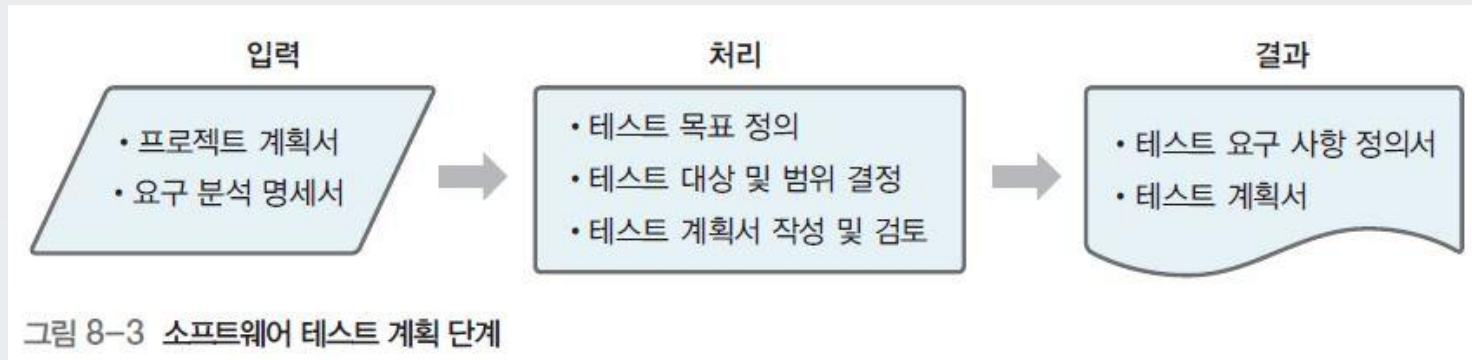 입력
• 프로젝트 계획서
• 요구 분석 명세서
처리
• 테스트 목표 정의
• 테스트 대상 및 범위 결정
• 테스트 계획서 작성 및 검토
결과
• 테스트 요구 사항 정의서
• 테스트 계획서
그림 8-3 소프트웨어 테스트 계획 단계